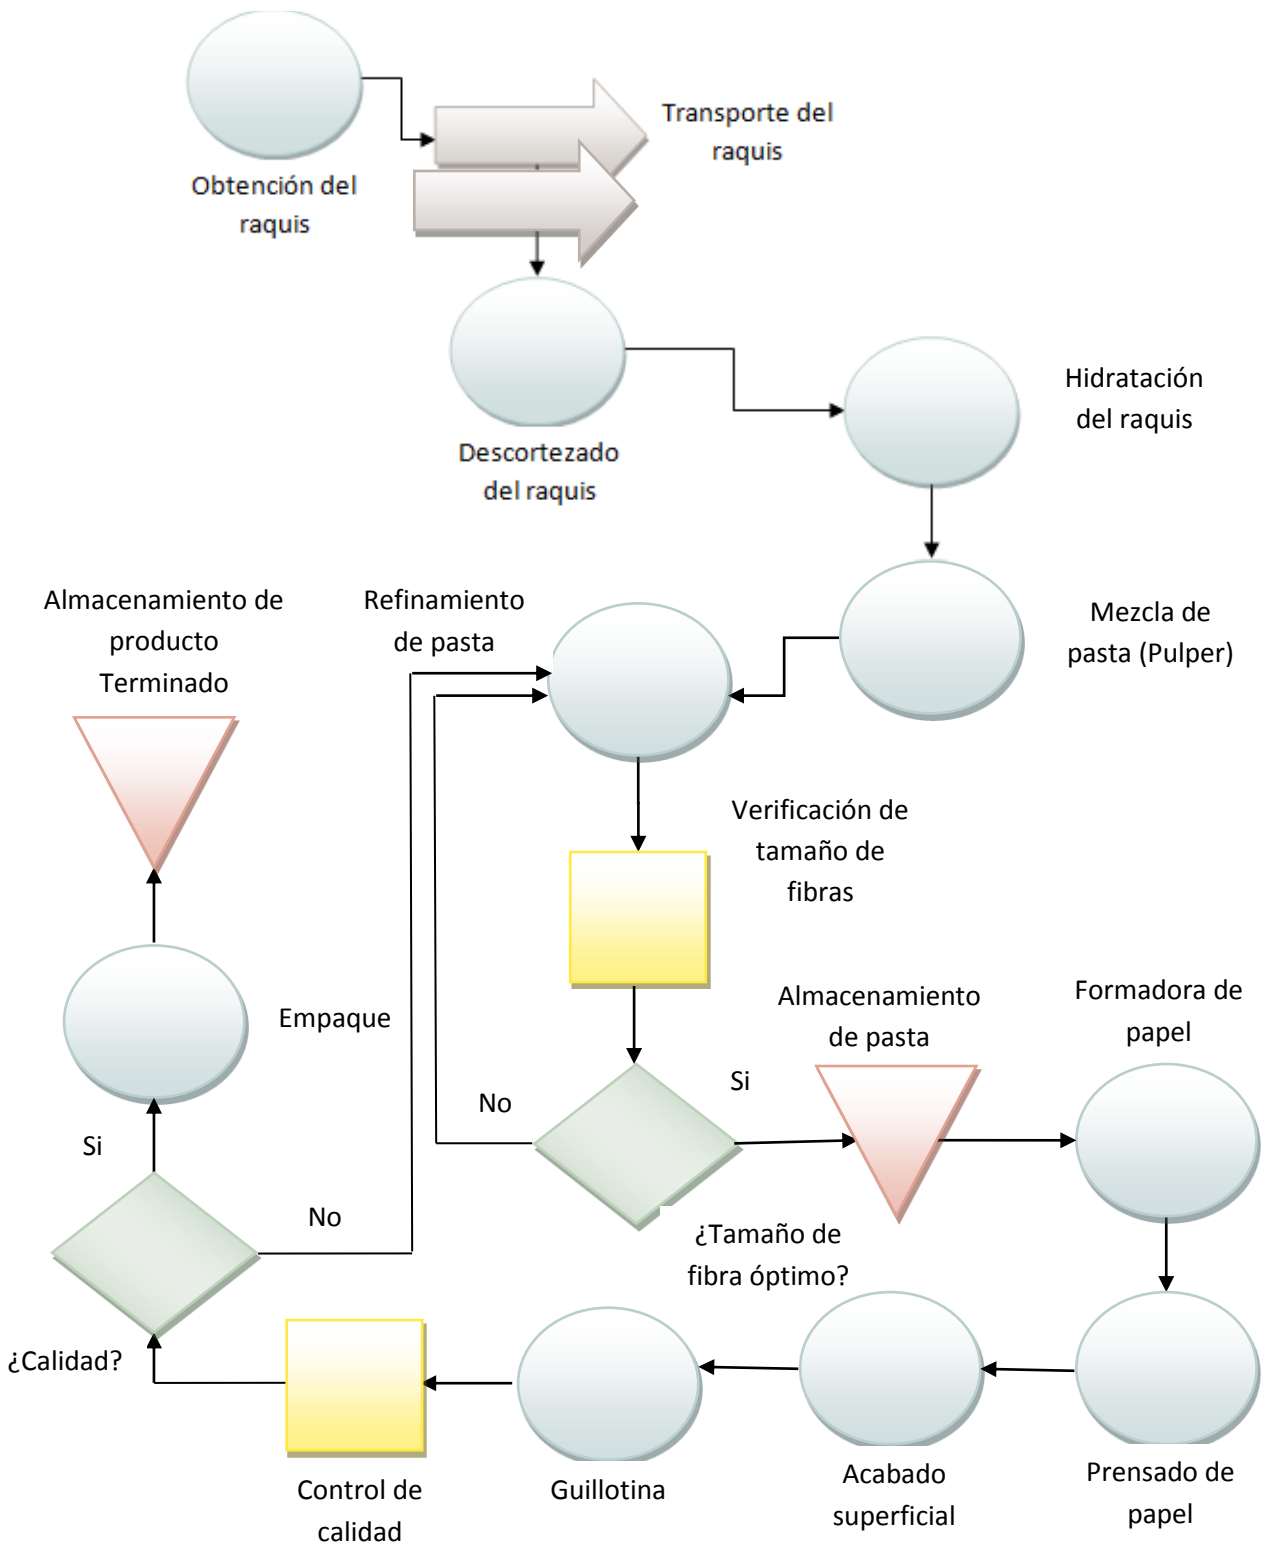 Transporte del
raquis
Obtención del
raquis
Descortezado
del raquis
Hidratación
del raquis
Mezcla de
pasta (Pulper)
Refinamiento
de pasta
Almacenamiento de
producto
Terminado
Verificación de
tamaño de
fibras
Empaque
Almacenamiento
de pasta
Formadora de
papel
Si
No
Si
No
¿Tamaño de
fibra óptimo?
¿Calidad?
Control de
calidad
Guillotina
Acabado
superficial
Prensado de
papel